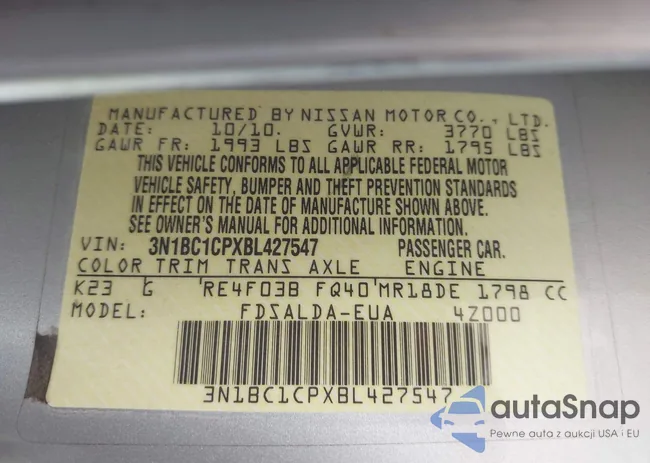 MANUFACTURED BY NISSAN MOTOR CO., LTD.
DATE: 10/10. GVWR: 3770 LBS
GAWR FR: 1993 LBS GAWR RR: 1795 LBS
THIS VEHICLE CONFORMS TO ALL APPLICABLE FEDERAL MOTOR
VEHICLE SAFETY, BUMPER AND THEFT PREVENTION STANDARDS
IN EFFECT ON THE DATE OF MANUFACTURE SHOWN ABOVE.
SEE OWNER'S MANUAL FOR ADDITIONAL INFORMATION.
VIN: 3N1BC1CPXBL427547 PASSENGER CAR.
COLOR TRIM TRANS AXLE ENGINE
K23 G RE4F03B FQ40 MR18DE 1798 CC
MODEL: FDSALDA-EUA 4Z000
3N1BC1CPXBL427547
autoSnap
Pewne auta z aukcji USA i EU